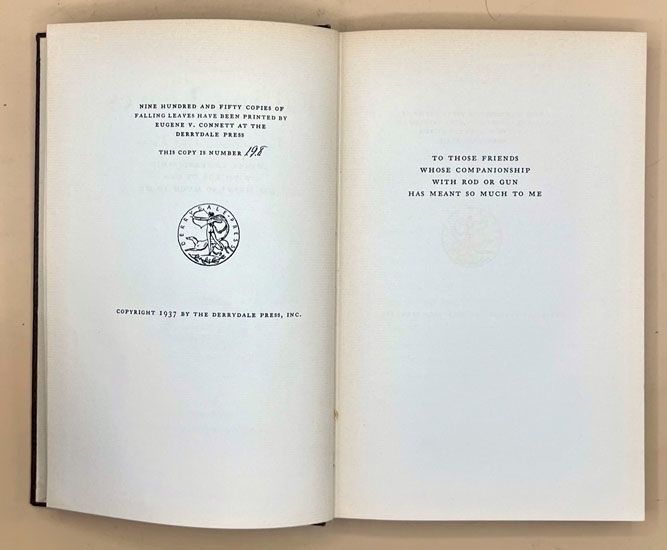 NINE HUNDRED AND FIFTY COPIES OF
FALLING LEAVES HAVE BEEN PRINTED BY
EUGENE V. CONNETT AT THE
DERRYDALE PRESS
THIS COPY IS NUMBER 198
DERRYDALE PRESS
COPYRIGHT 1937 BY THE DERRYDALE PRESS, INC.
TO THOSE FRIENDS
WHOSE COMPANIONSHIP
WITH ROD OR GUN
HAS MEANT SO MUCH TO ME